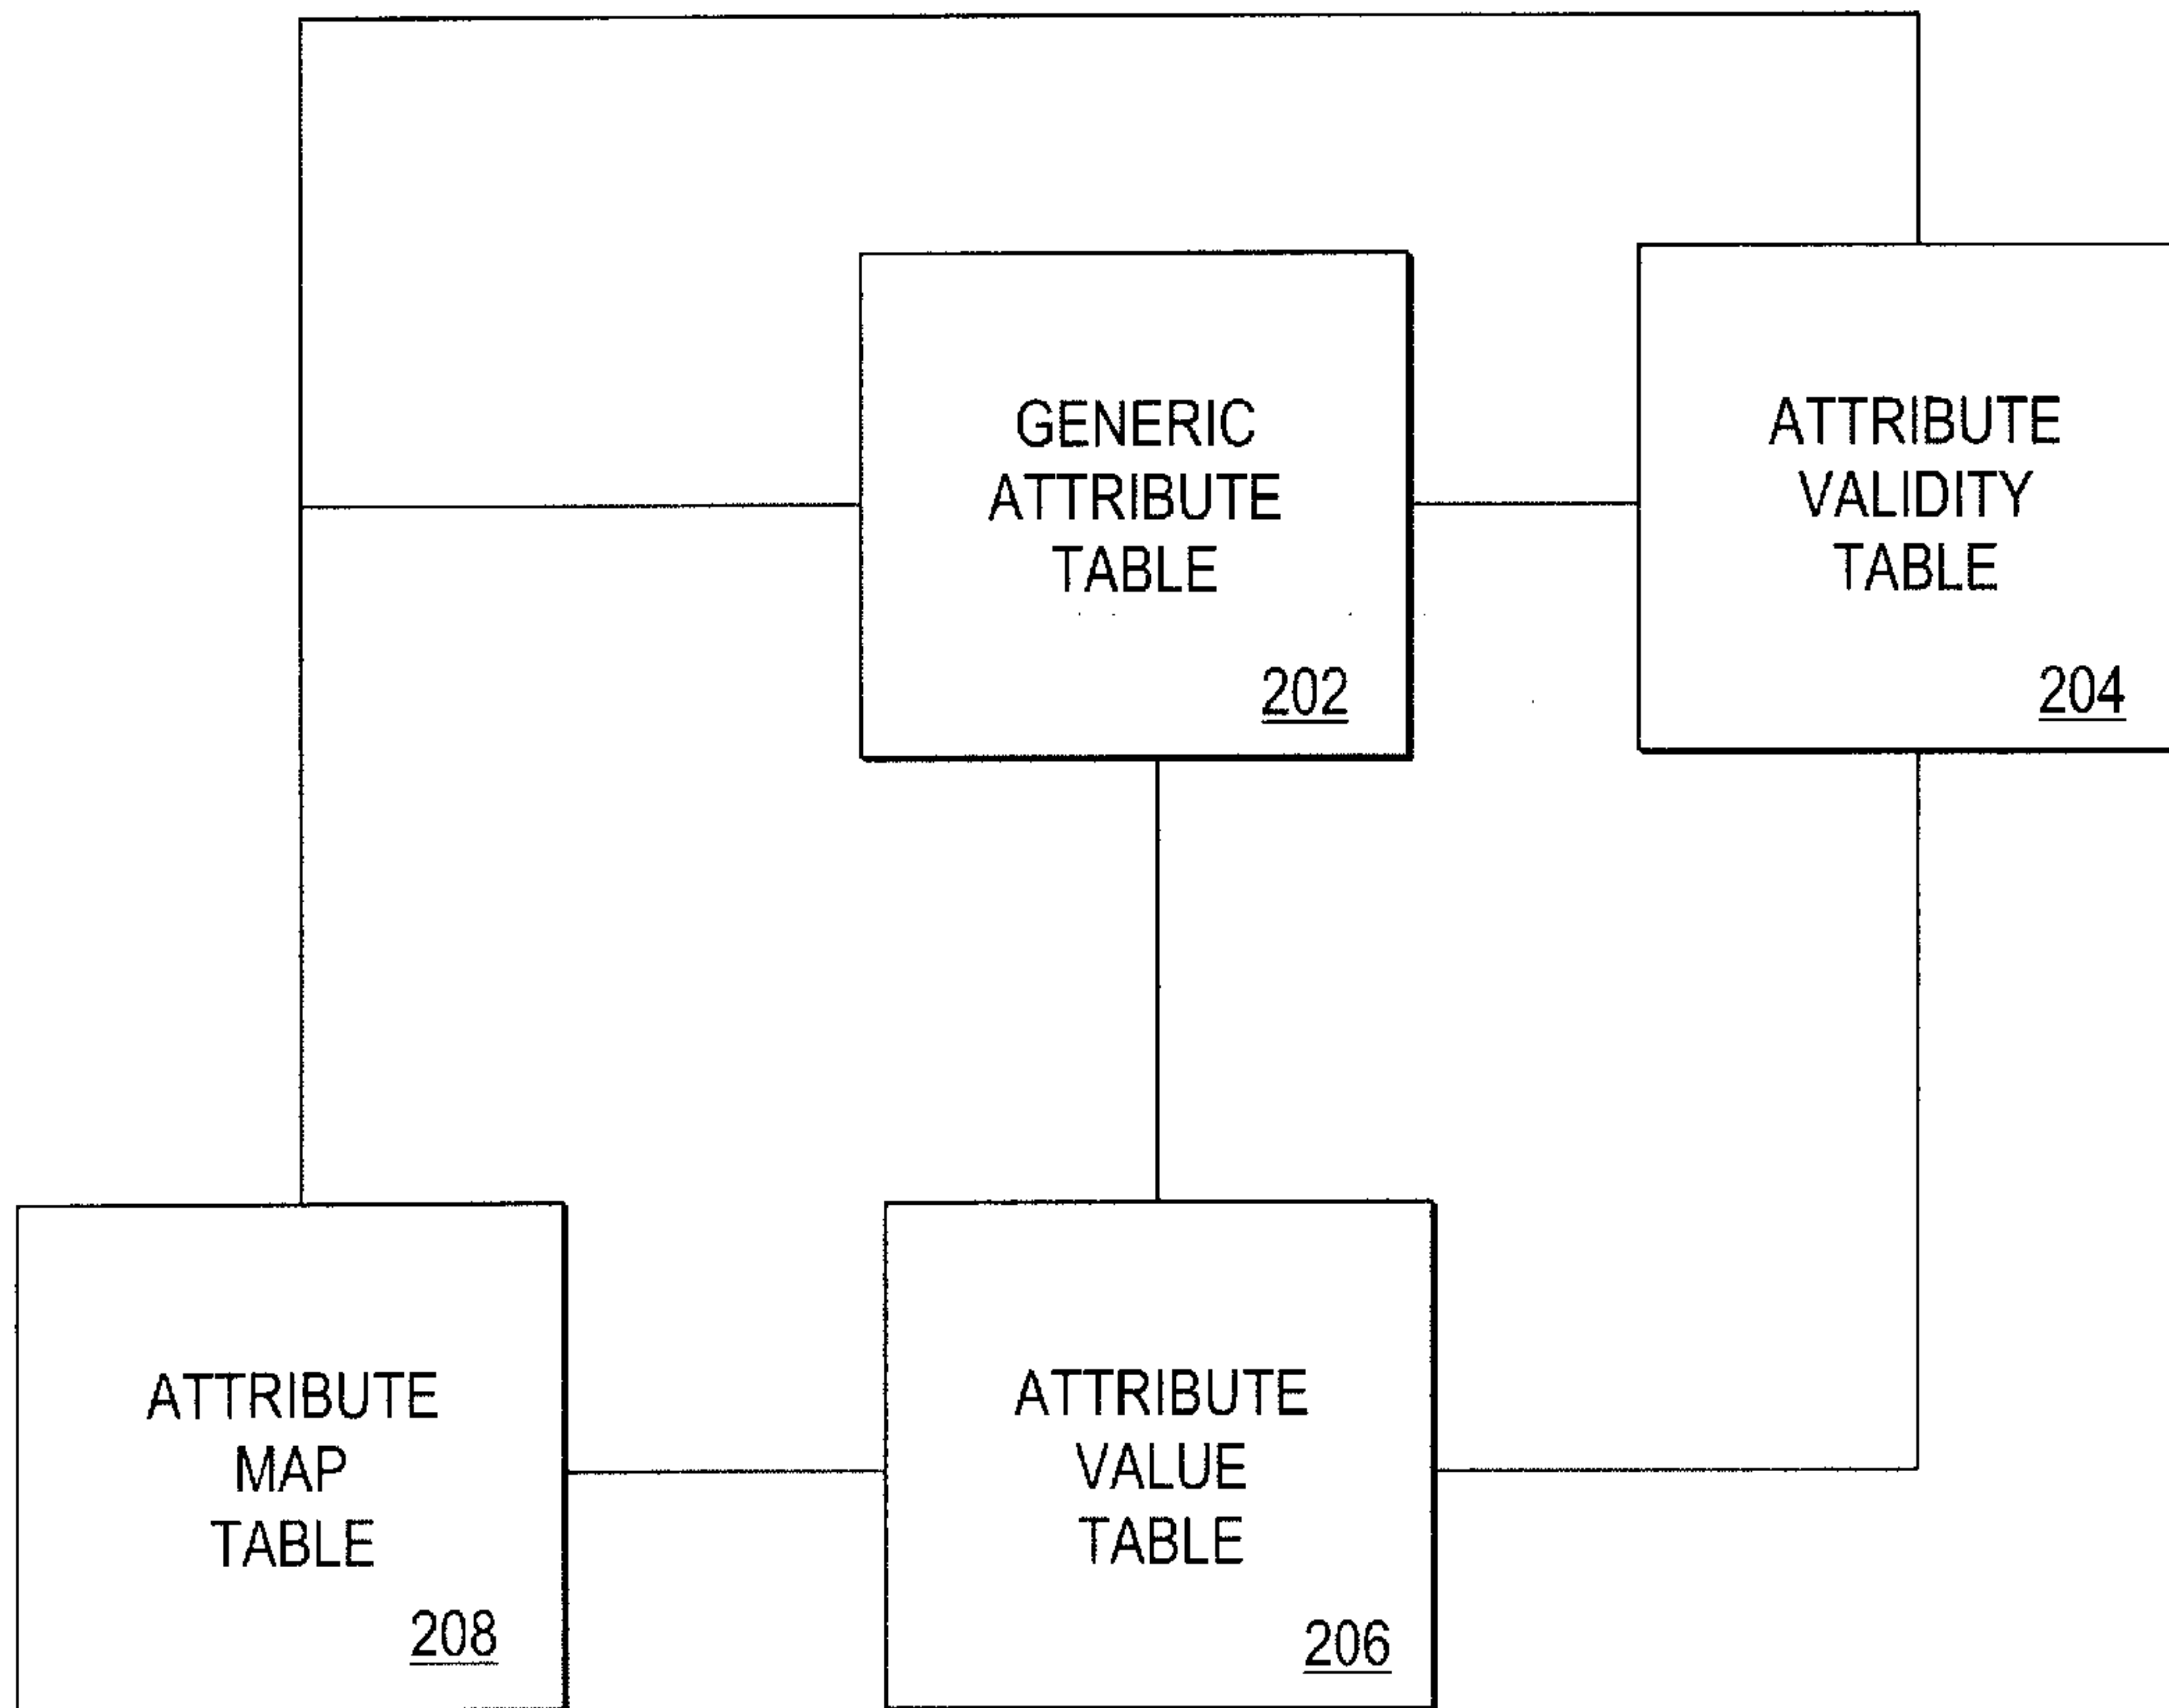 GENERIC
ATTRIBUTE
TABLE
202
ATTRIBUTE
VALIDITY
TABLE
204
ATTRIBUTE
MAP
TABLE
208
ATTRIBUTE
VALUE
TABLE
206